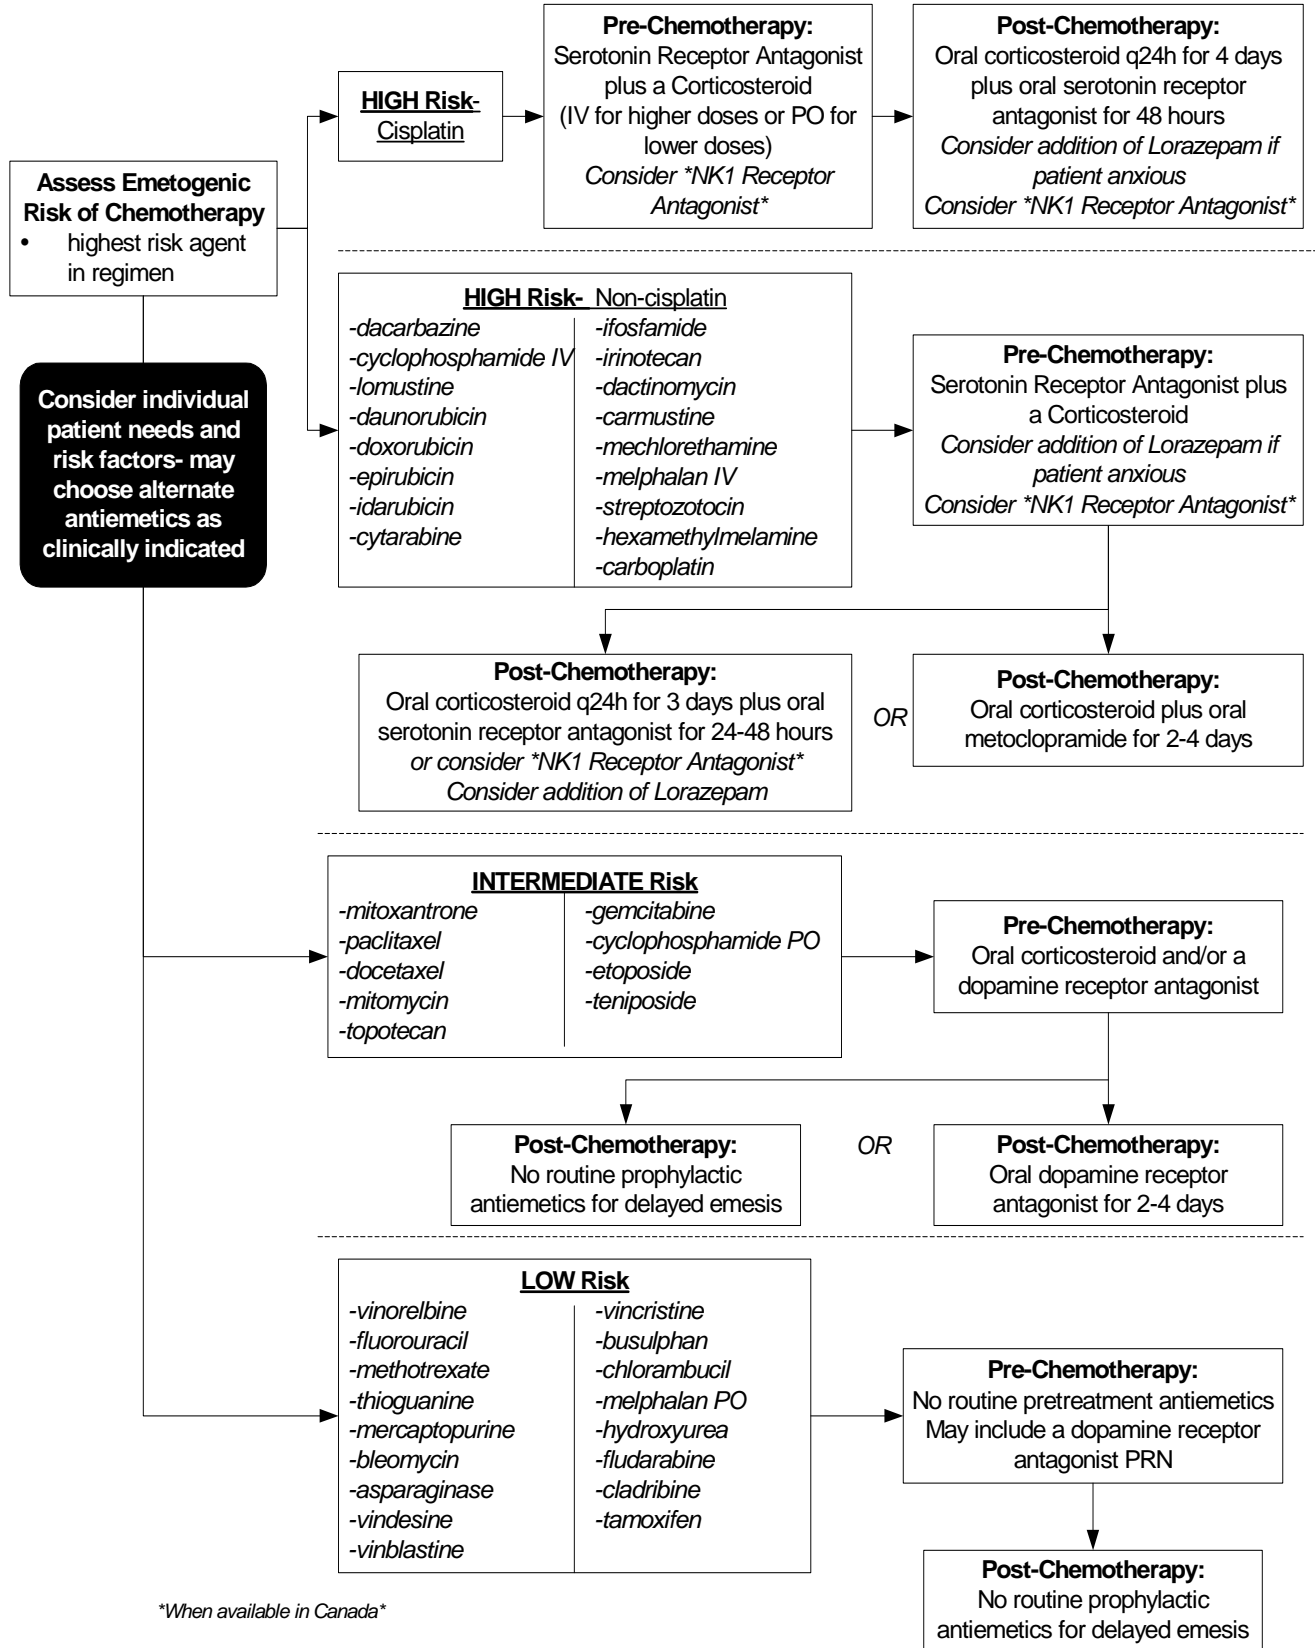 Assess Emetogenic
Risk of Chemotherapy
• highest risk agent
in regimen
Consider individual
patient needs and
risk factors- may
choose alternate
antiemetics as
clinically indicated
HIGH Risk-
Cisplatin
Pre-Chemotherapy:
Serotonin Receptor Antagonist
plus a Corticosteroid
(IV for higher doses or PO for
lower doses)
Consider *NK1 Receptor
Antagonist*
Post-Chemotherapy:
Oral corticosteroid q24h for 4 days
plus oral serotonin receptor
antagonist for 48 hours
Consider addition of Lorazepam if
patient anxious
Consider *NK1 Receptor Antagonist*
HIGH Risk- Non-cisplatin
-dacarbazine
-cyclophosphamide IV
-lomustine
-daunorubicin
-doxorubicin
-epirubicin
-idarubicin
-cytarabine
-ifosfamide
-irinotecan
-dactinomycin
-carmustine
-mechlorethamine
-melphalan IV
-streptozotocin
-hexamethylmelamine
-carboplatin
Pre-Chemotherapy:
Serotonin Receptor Antagonist plus
a Corticosteroid
Consider addition of Lorazepam if
patient anxious
Consider *NK1 Receptor Antagonist*
Post-Chemotherapy:
Oral corticosteroid q24h for 3 days plus oral
serotonin receptor antagonist for 24-48 hours
or consider *NK1 Receptor Antagonist*
Consider addition of Lorazepam
OR
Post-Chemotherapy:
Oral corticosteroid plus oral
metoclopramide for 2-4 days
INTERMEDIATE Risk
-mitoxantrone
-paclitaxel
-docetaxel
-mitomycin
-topotecan
-gemcitabine
-cyclophosphamide PO
-etoposide
-teniposide
Pre-Chemotherapy:
Oral corticosteroid and/or a
dopamine receptor antagonist
Post-Chemotherapy:
No routine prophylactic
antiemetics for delayed emesis
OR
Post-Chemotherapy:
Oral dopamine receptor
antagonist for 2-4 days
LOW Risk
-vinorelbine
-fluorouracil
-methotrexate
-thioguanine
-mercaptopurine
-bleomycin
-asparaginase
-vindesine
-vinblastine
-vincristine
-busulphan
-chlorambucil
-melphalan PO
-hydroxyurea
-fludarabine
-cladribine
-tamoxifen
Pre-Chemotherapy:
No routine pretreatment antiemetics
May include a dopamine receptor
antagonist PRN
Post-Chemotherapy:
No routine prophylactic
antiemetics for delayed emesis
*When available in Canada*